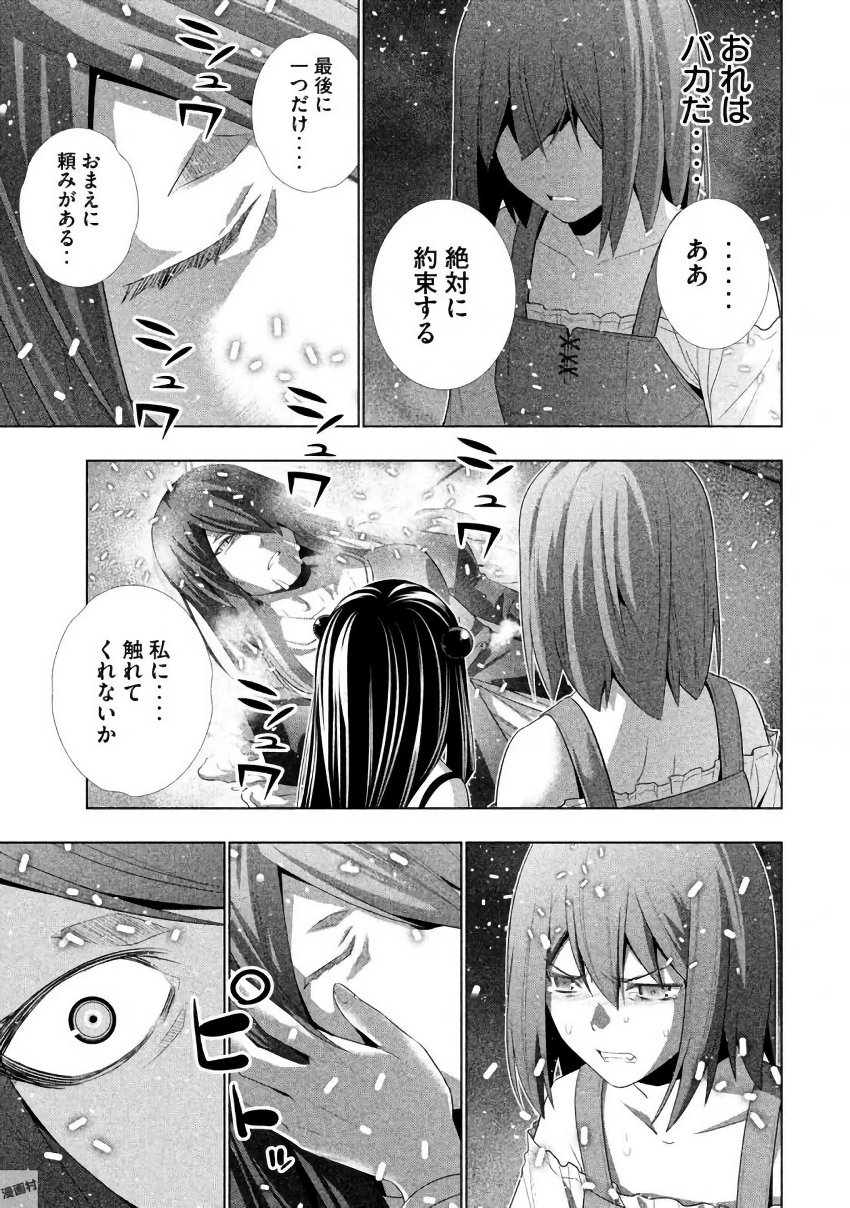 おれは
バカだ‥‥
‥‥‥
ああ
絶対に
約束する
最後に
一つだけ‥‥
おまえに
頼みがある‥
シュワ
シュワ
シュワ
シュワ
シュワ
シュワ
私に‥‥
触れて
くれないか
ピトッ
漫画村